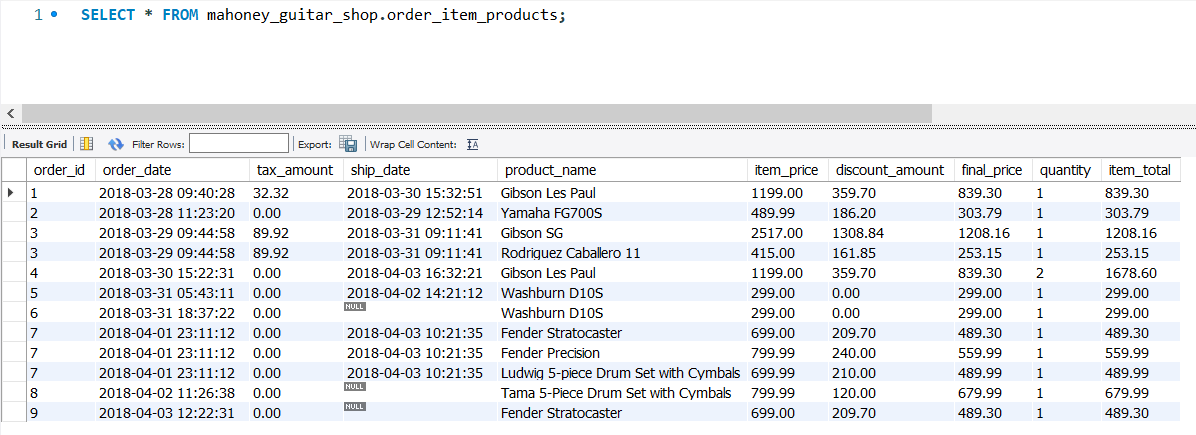 1 SELECT * FROM mahoney_guitar_shop.order_item_products;
Result Grid Filter Rows: Export: Wrap Cell Content:
order_id order_date tax_amount ship_date product_name item_price discount_amount final_price quantity item_total
1 2018-03-28 09:40:28 32.32 2018-03-30 15:32:51 Gibson Les Paul 1199.00 359.70 839.30 1 839.30
2 2018-03-28 11:23:20 0.00 2018-03-29 12:52:14 Yamaha FG700S 489.99 186.20 303.79 1 303.79
3 2018-03-29 09:44:58 89.92 2018-03-31 09:11:41 Gibson SG 2517.00 1308.84 1208.16 1 1208.16
3 2018-03-29 09:44:58 89.92 2018-03-31 09:11:41 Rodriguez Caballero 11 415.00 161.85 253.15 1 253.15
4 2018-03-30 15:22:31 0.00 2018-04-03 16:32:21 Gibson Les Paul 1199.00 359.70 839.30 2 1678.60
5 2018-03-31 05:43:11 0.00 2018-04-02 14:21:12 Washburn D10S 299.00 0.00 299.00 1 299.00
6 2018-03-31 18:37:22 0.00 NULL Washburn D10S 299.00 0.00 299.00 1 299.00
7 2018-04-01 23:11:12 0.00 2018-04-03 10:21:35 Fender Stratocaster 699.00 209.70 489.30 1 489.30
7 2018-04-01 23:11:12 0.00 2018-04-03 10:21:35 Fender Precision 799.99 240.00 559.99 1 559.99
7 2018-04-01 23:11:12 0.00 2018-04-03 10:21:35 Ludwig 5-piece Drum Set with Cymbals 699.99 210.00 489.99 1 489.99
8 2018-04-02 11:26:38 0.00 NULL Tama 5-Piece Drum Set with Cymbals 799.99 120.00 679.99 1 679.99
9 2018-04-03 12:22:31 0.00 NULL Fender Stratocaster 699.00 209.70 489.30 1 489.30